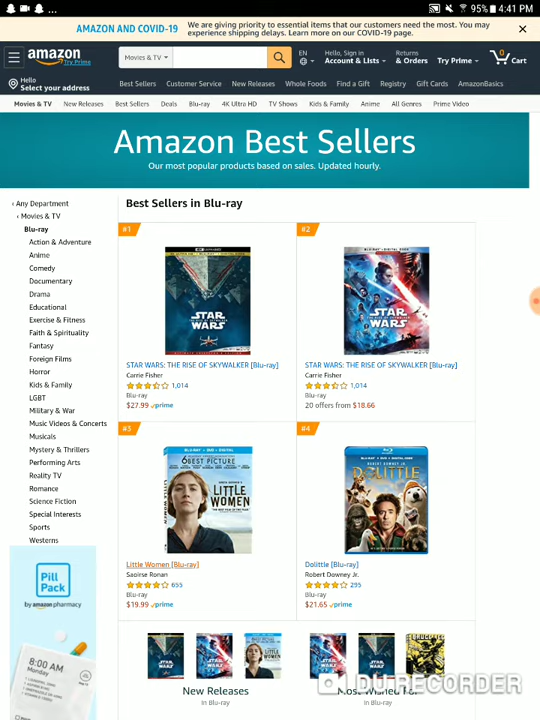 ... 95% 4:41 PM
AMAZON AND COVID-19
We are giving priority to essential items that our customers need the most. You may
experience shipping delays. Learn more on our COVID-19 page.
amazon
Try Prime
Movies & TV
EN
Hello, Sign in
Account & Lists
Returns
& Orders
Try Prime
0
Cart
Hello
Select your address
Best Sellers Customer Service New Releases Whole Foods Find a Gift Registry Gift Cards AmazonBasics
Movies & TV New Releases Best Sellers Deals Blu-ray 4K Ultra HD TV Shows Kids & Family Anime All Genres Prime Video
Amazon Best Sellers
Our most popular products based on sales. Updated hourly.
‹ Any Department
‹ Movies & TV
Blu-ray
Action & Adventure
Anime
Comedy
Documentary
Drama
Educational
Exercise & Fitness
Faith & Spirituality
Fantasy
Foreign Films
Horror
Kids & Family
LGBT
Military & War
Music Videos & Concerts
Musicals
Mystery & Thrillers
Performing Arts
Reality TV
Romance
Science Fiction
Special Interests
Sports
Westerns
Pill
Pack
by amazon pharmacy
8:00 AM
Monday
Best Sellers in Blu-ray
#1
STAR
WARS
STAR WARS: THE RISE OF SKYWALKER [Blu-ray]
Carrie Fisher
1,014
Blu-ray
$27.99 prime
#2
STAR
WARS
STAR WARS: THE RISE OF SKYWALKER [Blu-ray]
Carrie Fisher
1,014
Blu-ray
20 offers from $18.66
#3
6 BEST PICTURE
LITTLE
WOMEN
Little Women [Blu-ray]
Saoirse Ronan
655
Blu-ray
$19.99 prime
#4
ROBERT DOWNEY JR.
DOLITTLE
Dolittle [Blu-ray]
Robert Downey Jr.
295
Blu-ray
$21.65 prime
New Releases
in Blu-ray
Most Wished For
in Blu-ray
DU RECORDER